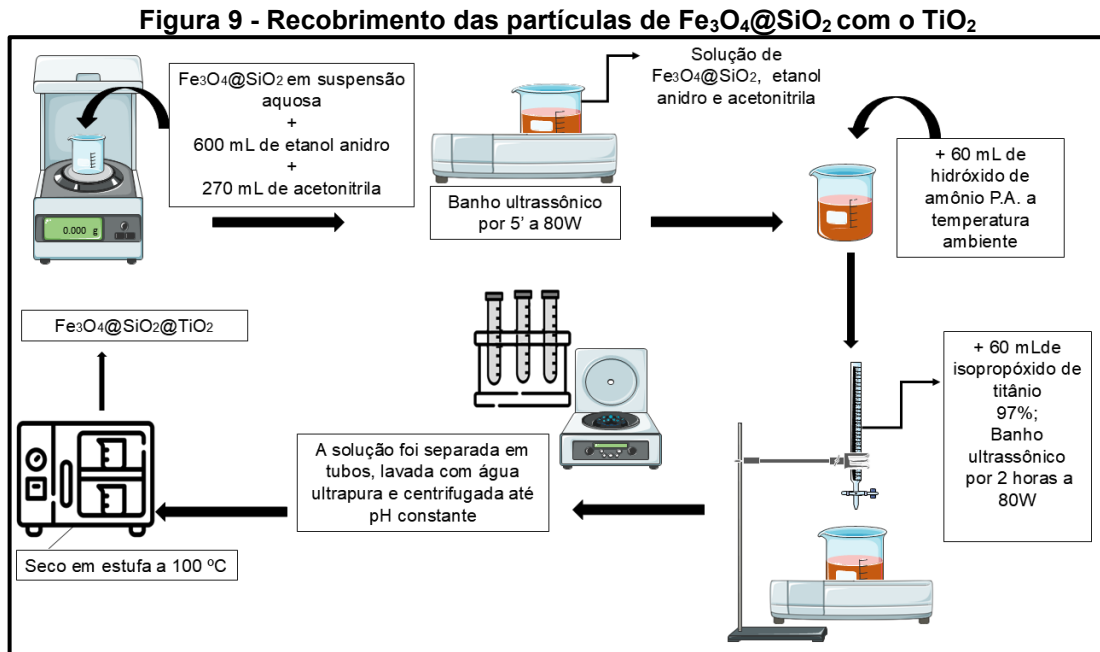 Figura 9 - Recobrimento das partículas de Fe₃O₄@SiO₂ com o TiO₂
Fe₃O₄@SiO₂ em suspensão
aquosa
+
600 mL de etanol anidro
+
270 mL de acetonitrila
0.000 g
Solução de
Fe₃O₄@SiO₂, etanol
anidro e acetonitrila
Banho ultrassônico
por 5’ a 80W
+ 60 mL de
hidróxido de
amônio P.A. a
temperatura
ambiente
+ 60 mLde
isopropóxido de
titânio
97%;
Banho
ultrassônico
por 2 horas a
80W
A solução foi separada em
tubos, lavada com água
ultrapura e centrifugada até
pH constante
Seco em estufa a 100 ºC
Fe₃O₄@SiO₂@TiO₂